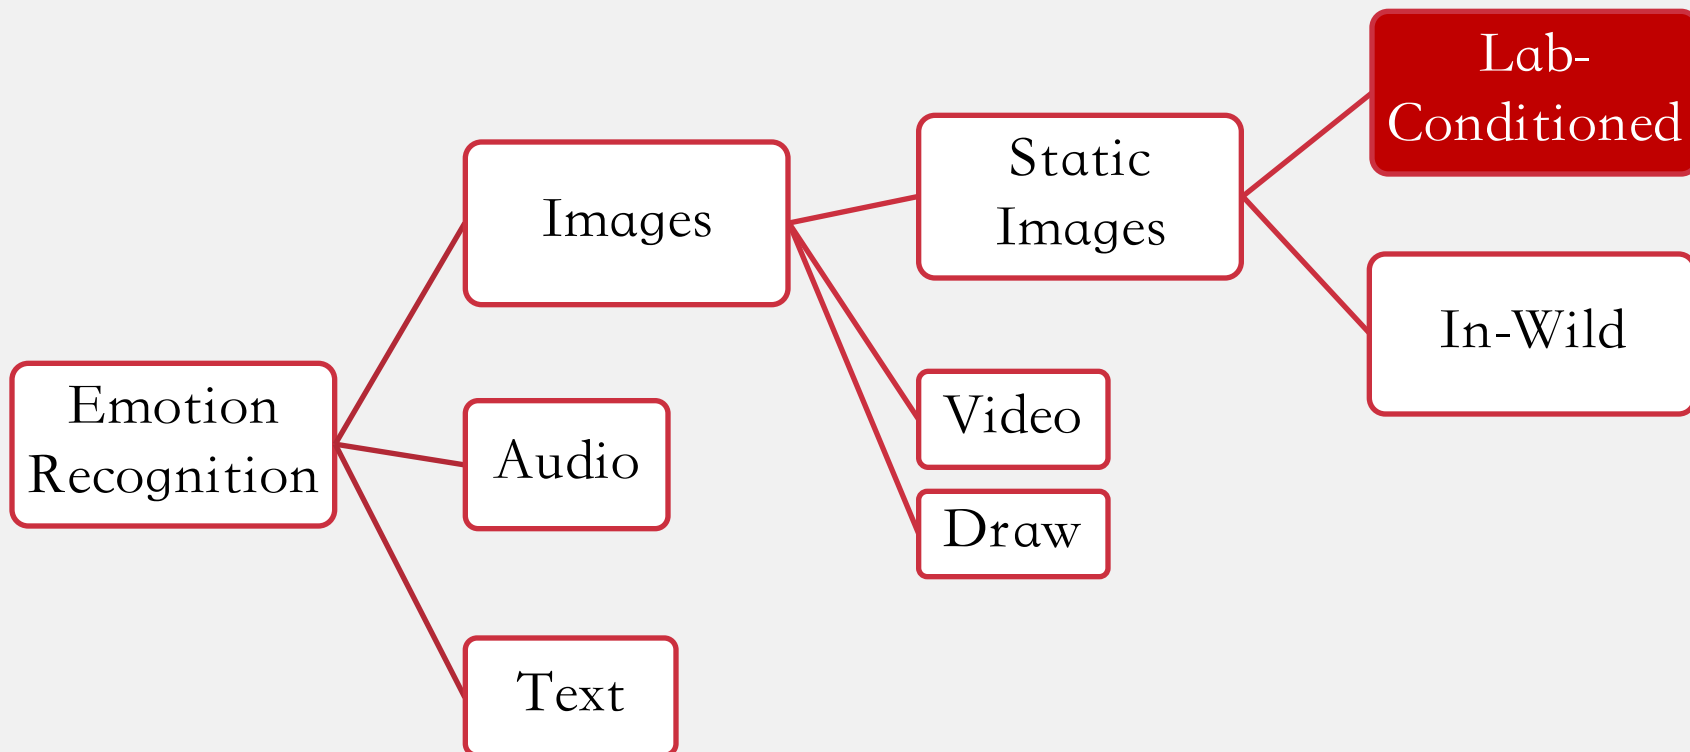 Emotion
Recognition
Images
Audio
Text
Static
Images
Video
Draw
Lab-
Conditioned
In-Wild